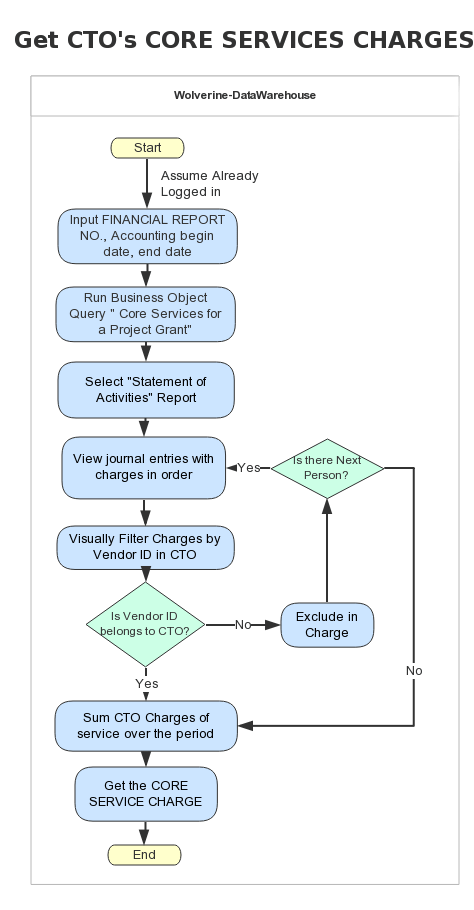 Get CTO's CORE SERVICES CHARGES
Wolverine-DataWarehouse
Start
Assume Already
Logged in
Input FINANCIAL REPORT
NO., Accounting begin
date, end date
Run Business Object
Query " Core Services for
a Project Grant"
Select "Statement of
Activities" Report
View journal entries with
charges in order
Yes
Is there Next
Person?
Visually Filter Charges by
Vendor ID in CTO
Is Vendor ID
belongs to CTO?
No
Exclude in
Charge
No
Yes
Sum CTO Charges of
service over the period
Get the CORE
SERVICE CHARGE
End